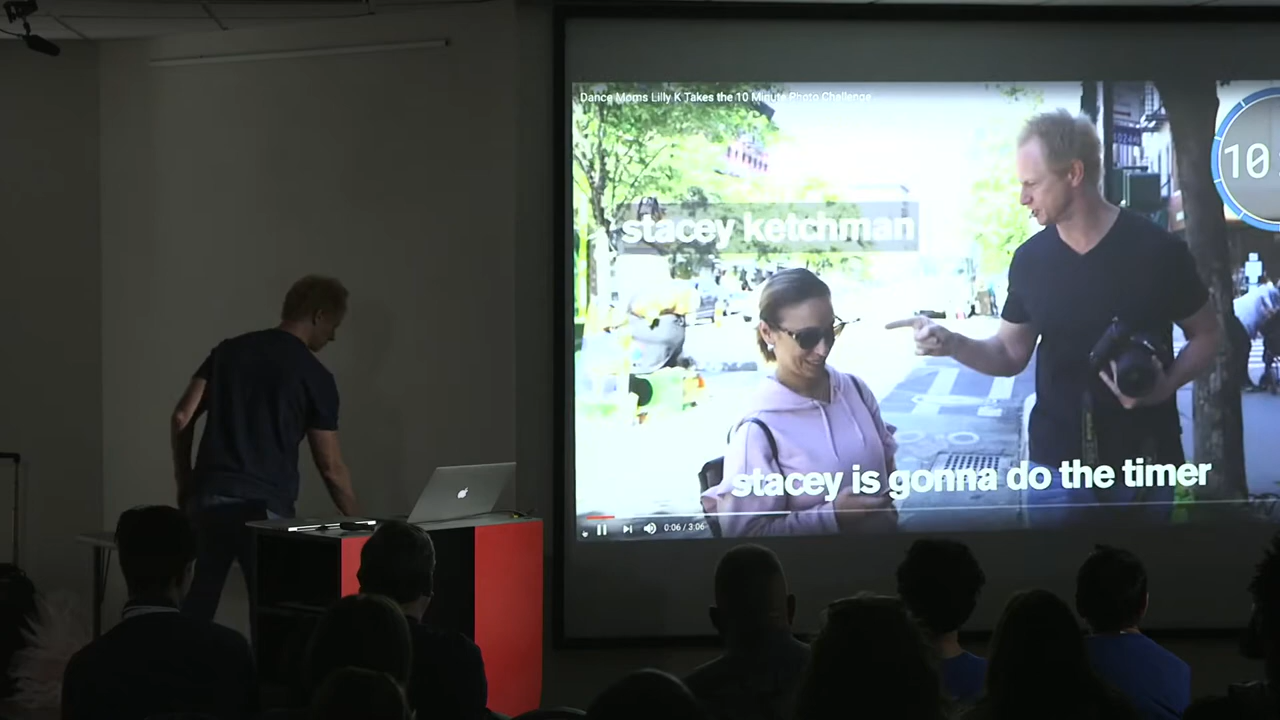 Dance Moms Lilly K Takes the 10 Minute Photo Challenge
10:
stacey ketchman
stacey is gonna do the timer
0:06 / 3:06